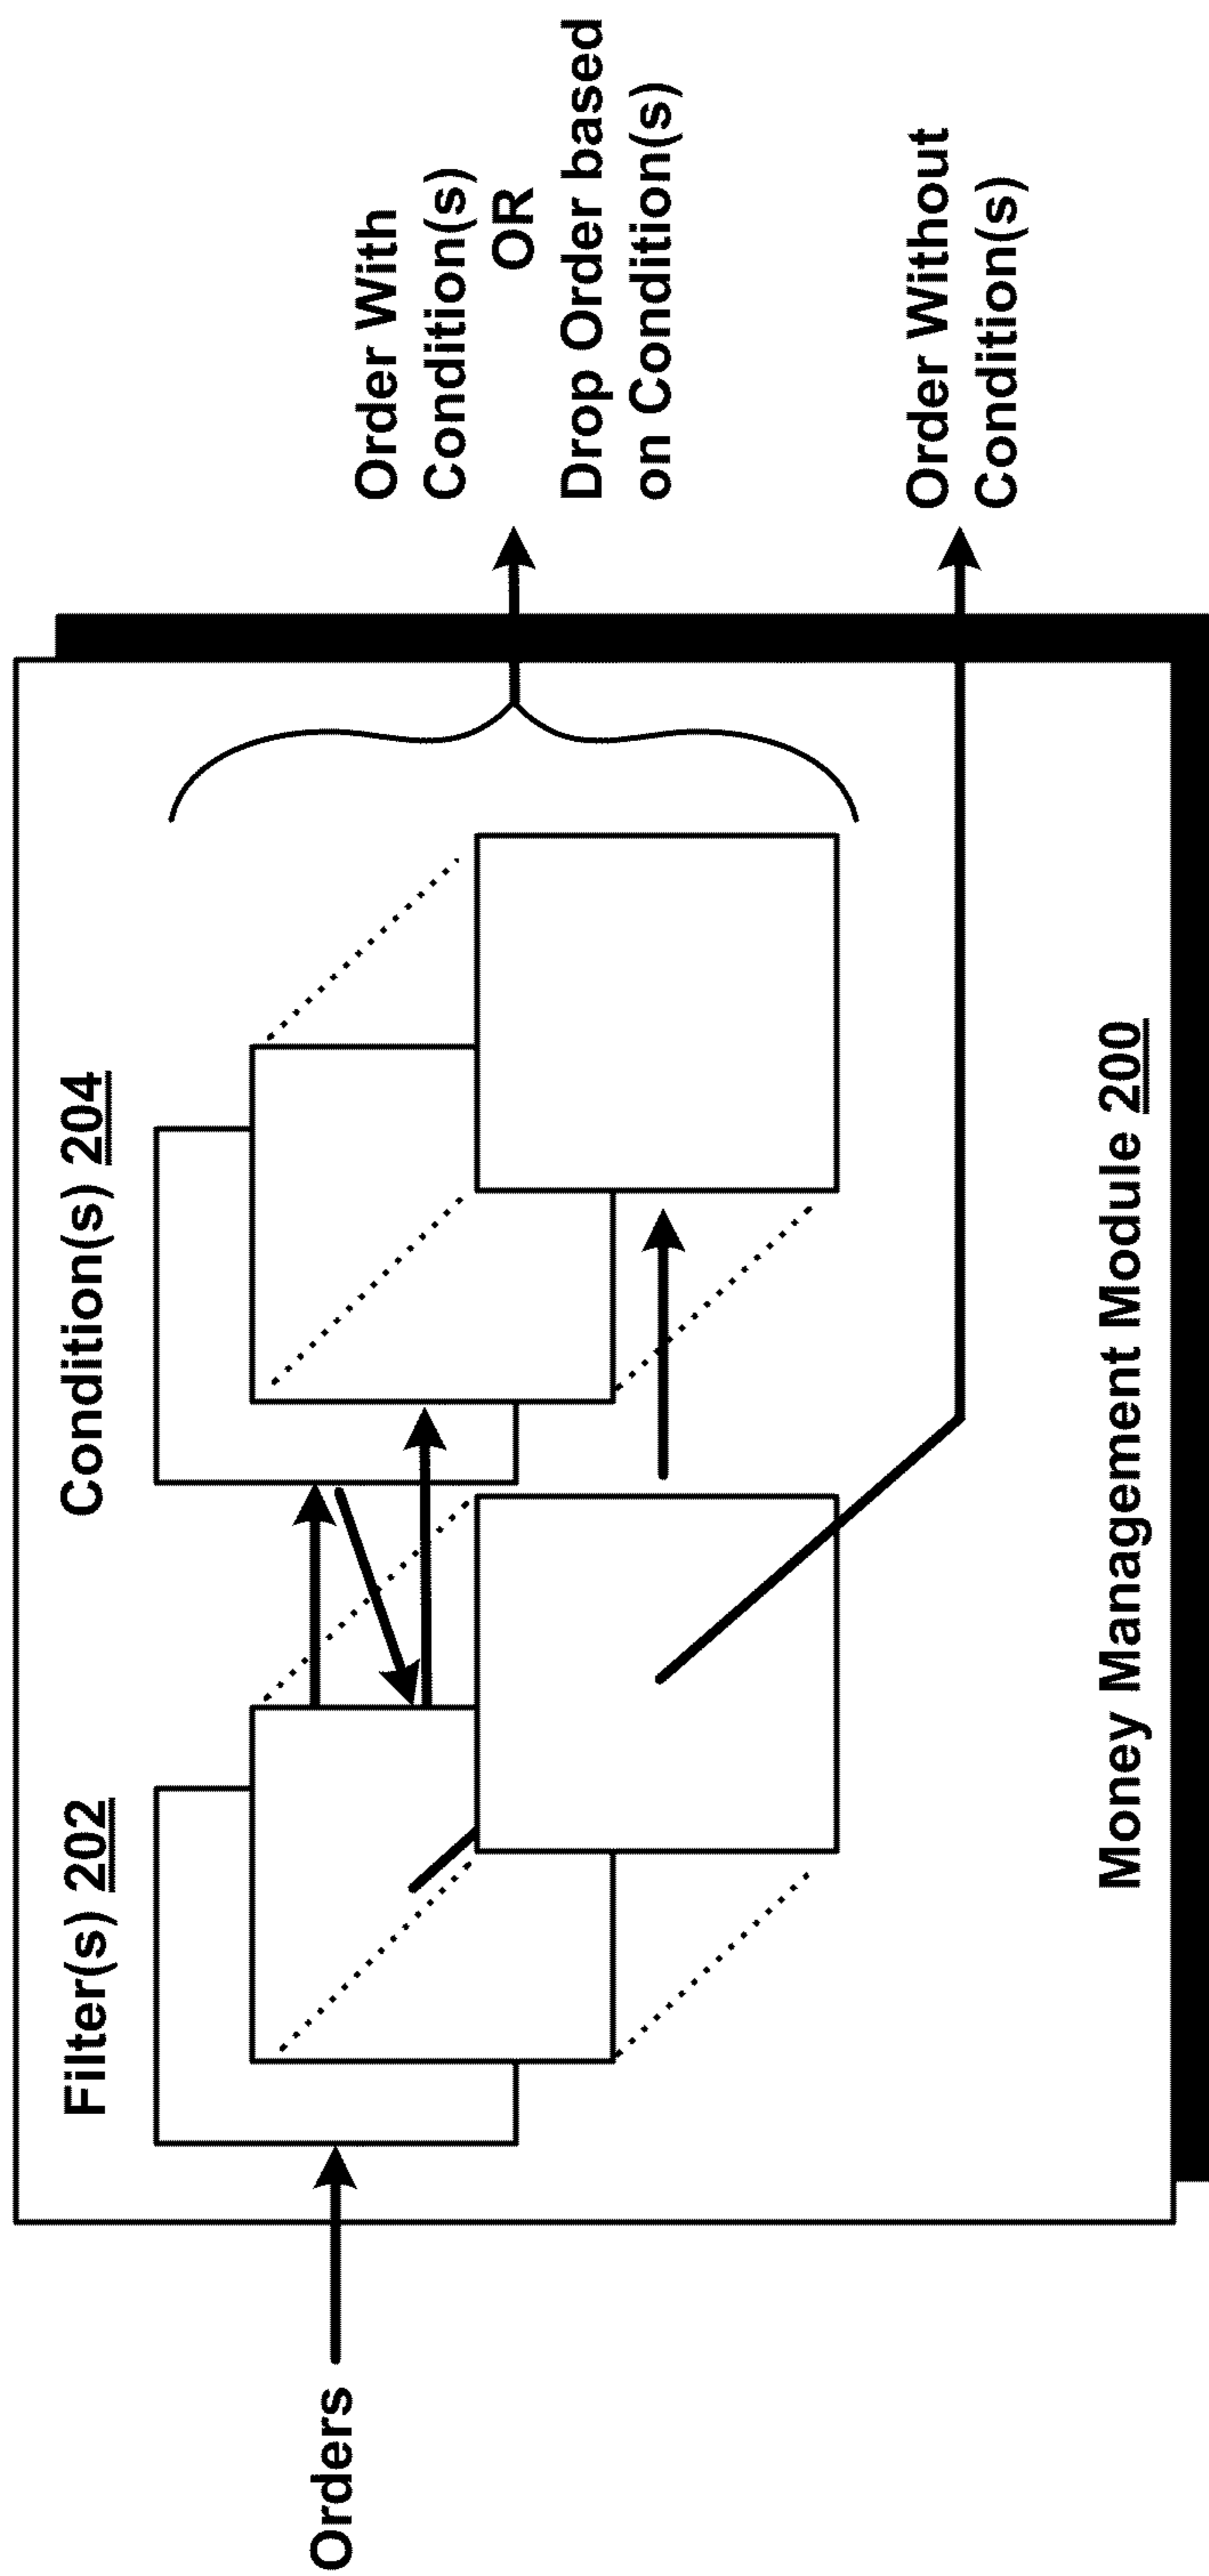 Orders
Filter(s) 202
Condition(s) 204
Order With
Condition(s)
OR
Drop Order based
on Condition(s)
Order Without
Condition(s)
Money Management Module 200